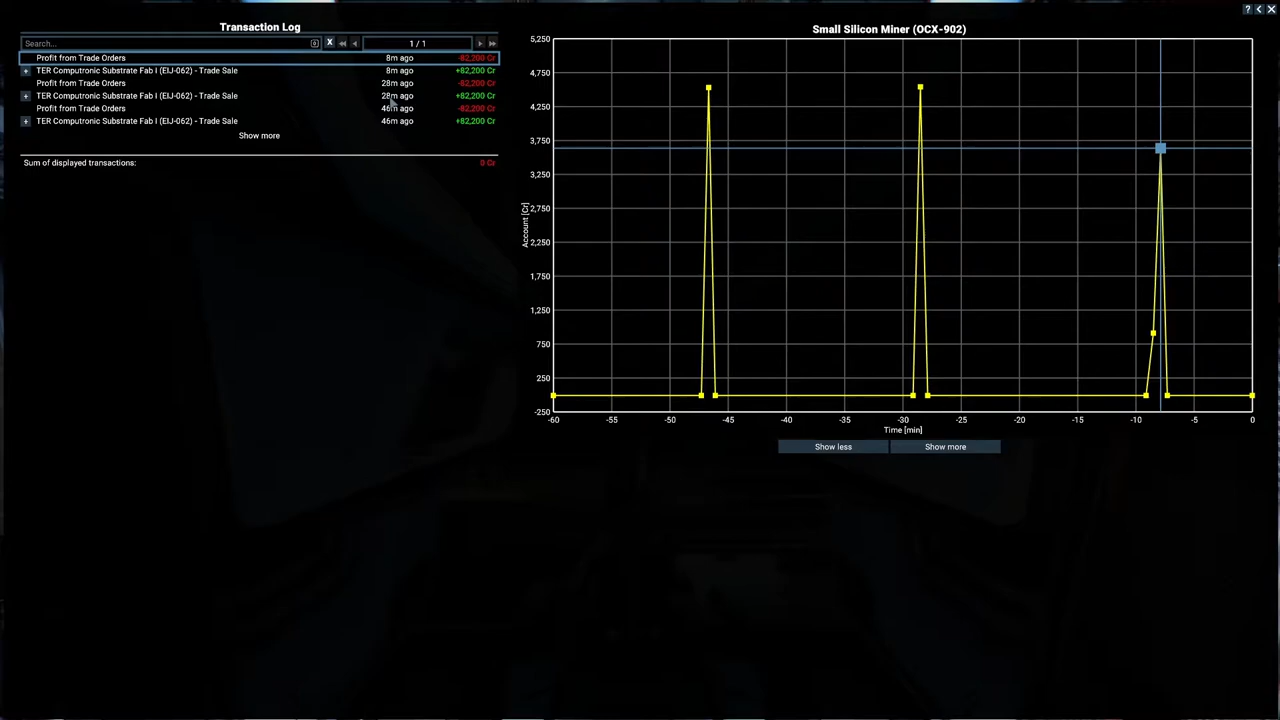 ? < X
Transaction Log
Search... X 1 / 1
Profit from Trade Orders 8m ago -82,200 Cr
+ TER Computronic Substrate Fab I (EIJ-062) - Trade Sale 8m ago +82,200 Cr
Profit from Trade Orders 28m ago -82,200 Cr
+ TER Computronic Substrate Fab I (EIJ-062) - Trade Sale 28m ago +82,200 Cr
Profit from Trade Orders 46m ago -82,200 Cr
+ TER Computronic Substrate Fab I (EIJ-062) - Trade Sale 46m ago +82,200 Cr
Show more
Sum of displayed transactions: 0 Cr
Small Silicon Miner (OCX-902)
5,250
4,750
4,250
3,750
3,250
2,750
2,250
1,750
1,250
750
250
-250
Account [Cr]
-60 -55 -50 -45 -40 -35 -30 -25 -20 -15 -10 -5 0
Time [min]
Show less Show more